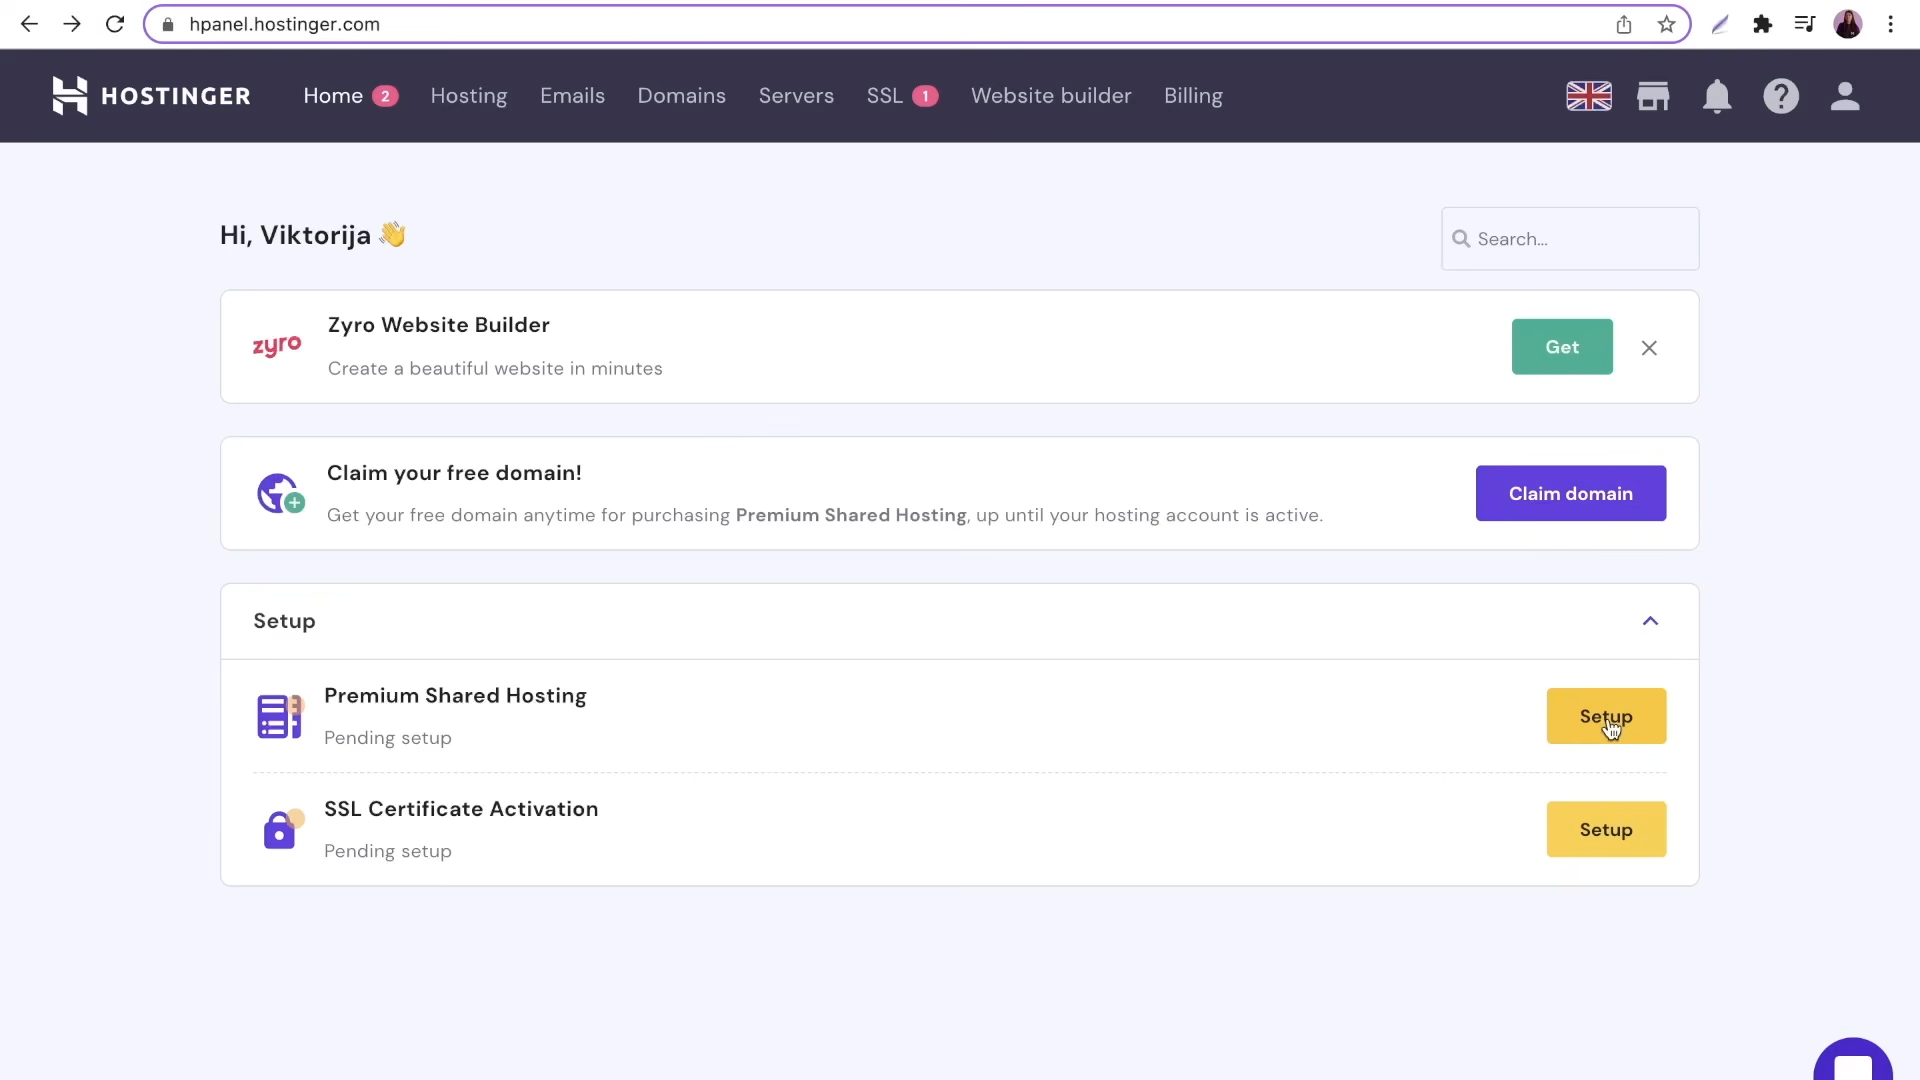 hpanel.hostinger.com
HOSTINGER Home 2 Hosting Emails Domains Servers SSL 1 Website builder Billing
Hi, Viktorija 👋
Search...
zyro
Zyro Website Builder
Create a beautiful website in minutes
Get
Claim your free domain!
Get your free domain anytime for purchasing Premium Shared Hosting, up until your hosting account is active.
Claim domain
Setup
Premium Shared Hosting
Pending setup
Setup
SSL Certificate Activation
Pending setup
Setup